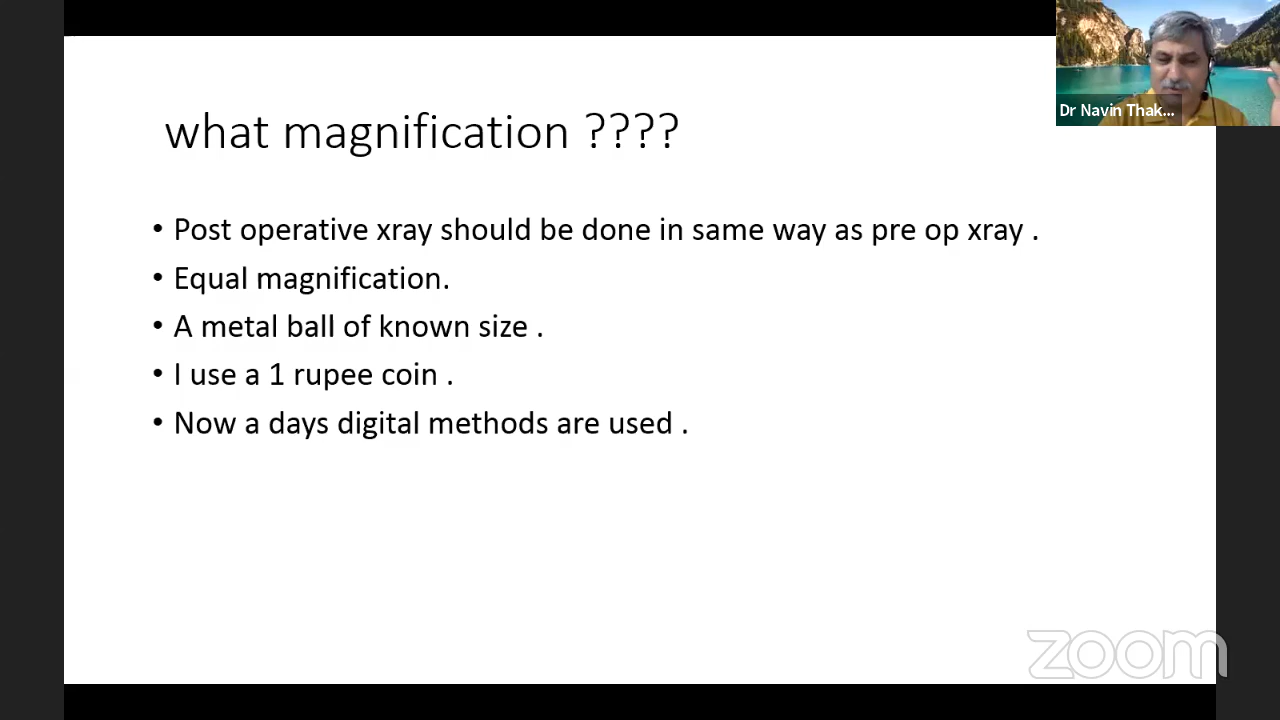 Dr Navin Thak...
what magnification ????
• Post operative xray should be done in same way as pre op xray .
• Equal magnification.
• A metal ball of known size .
• I use a 1 rupee coin .
• Now a days digital methods are used .
zoom